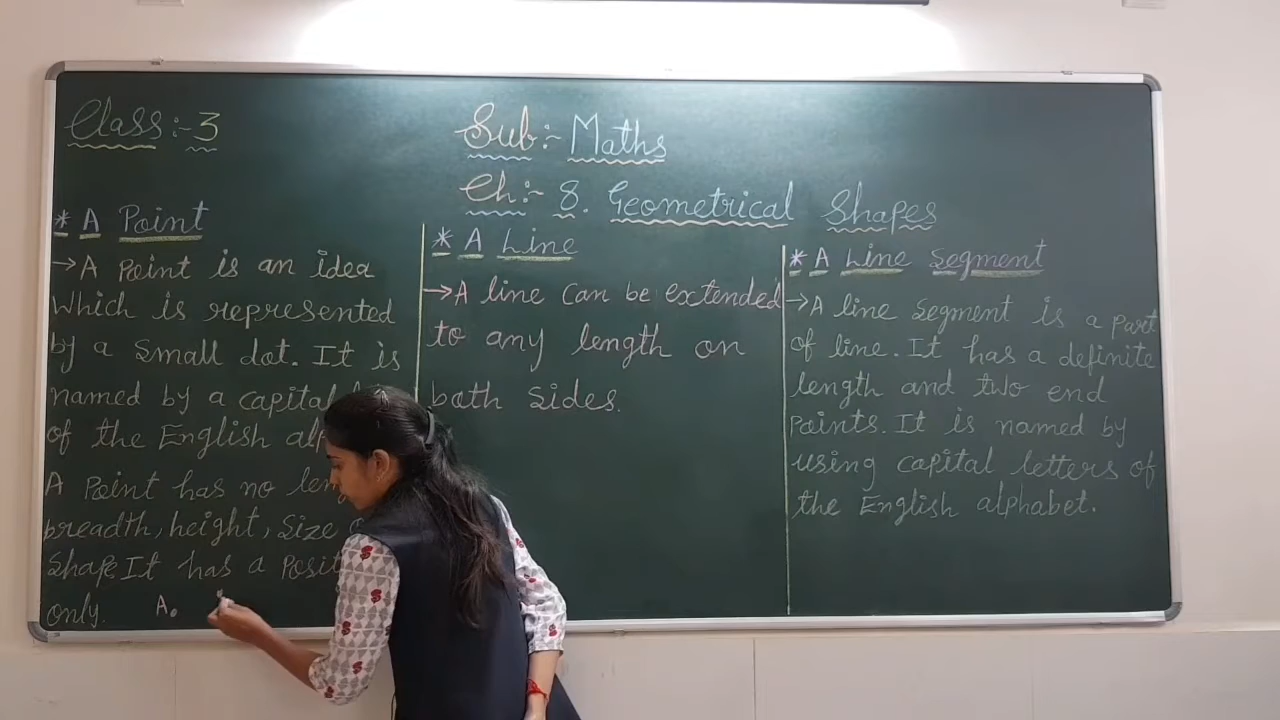 Class:-3
Sub:- Maths
Ch:- 8. Geometrical Shapes
* A Point
→A Point is an idea
Which is represented
by a Small dot. It is
named by a capital
of the English
A Point has no
breadth, height, Size
Shape. It has a
only. A.
* A Line
→A line can be extended
to any length on
both sides.
* A Line Segment
→A line Segment is a part
of line. It has a definite
length and two end
Points. It is named by
using capital letters of
the English alphabet.